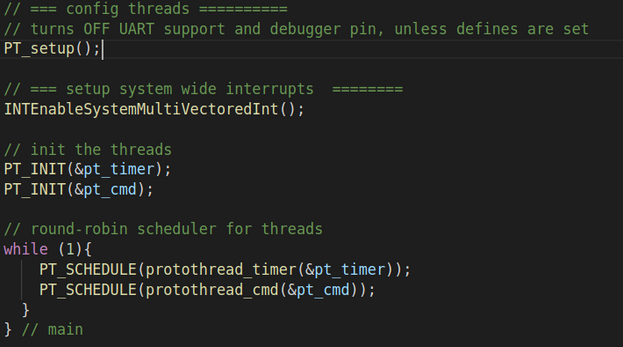 // === config threads ==========
// turns OFF UART support and debugger pin, unless defines are set
PT_setup();
// === setup system wide interrupts  ========
INTEnableSystemMultiVectoredInt();
// init the threads
PT_INIT(&pt_timer);
PT_INIT(&pt_cmd);
// round-robin scheduler for threads
while (1){
    PT_SCHEDULE(protothread_timer(&pt_timer));
    PT_SCHEDULE(protothread_cmd(&pt_cmd));
  }
} // main